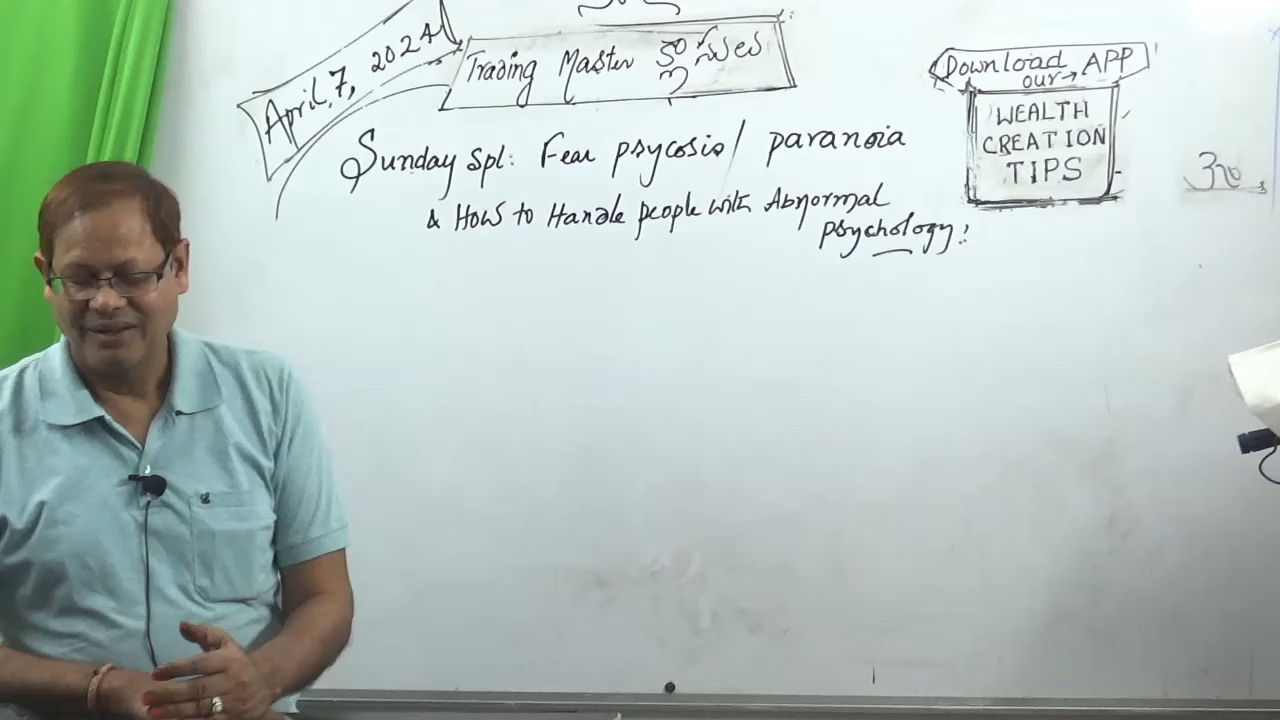 April, 7, 2024
Trading Master
Sunday Spl: Fear psycosis/ paranoia
& How to Handle people with Abnormal
psychology!
Download
our→ APP
WEALTH
CREATION
TIPS